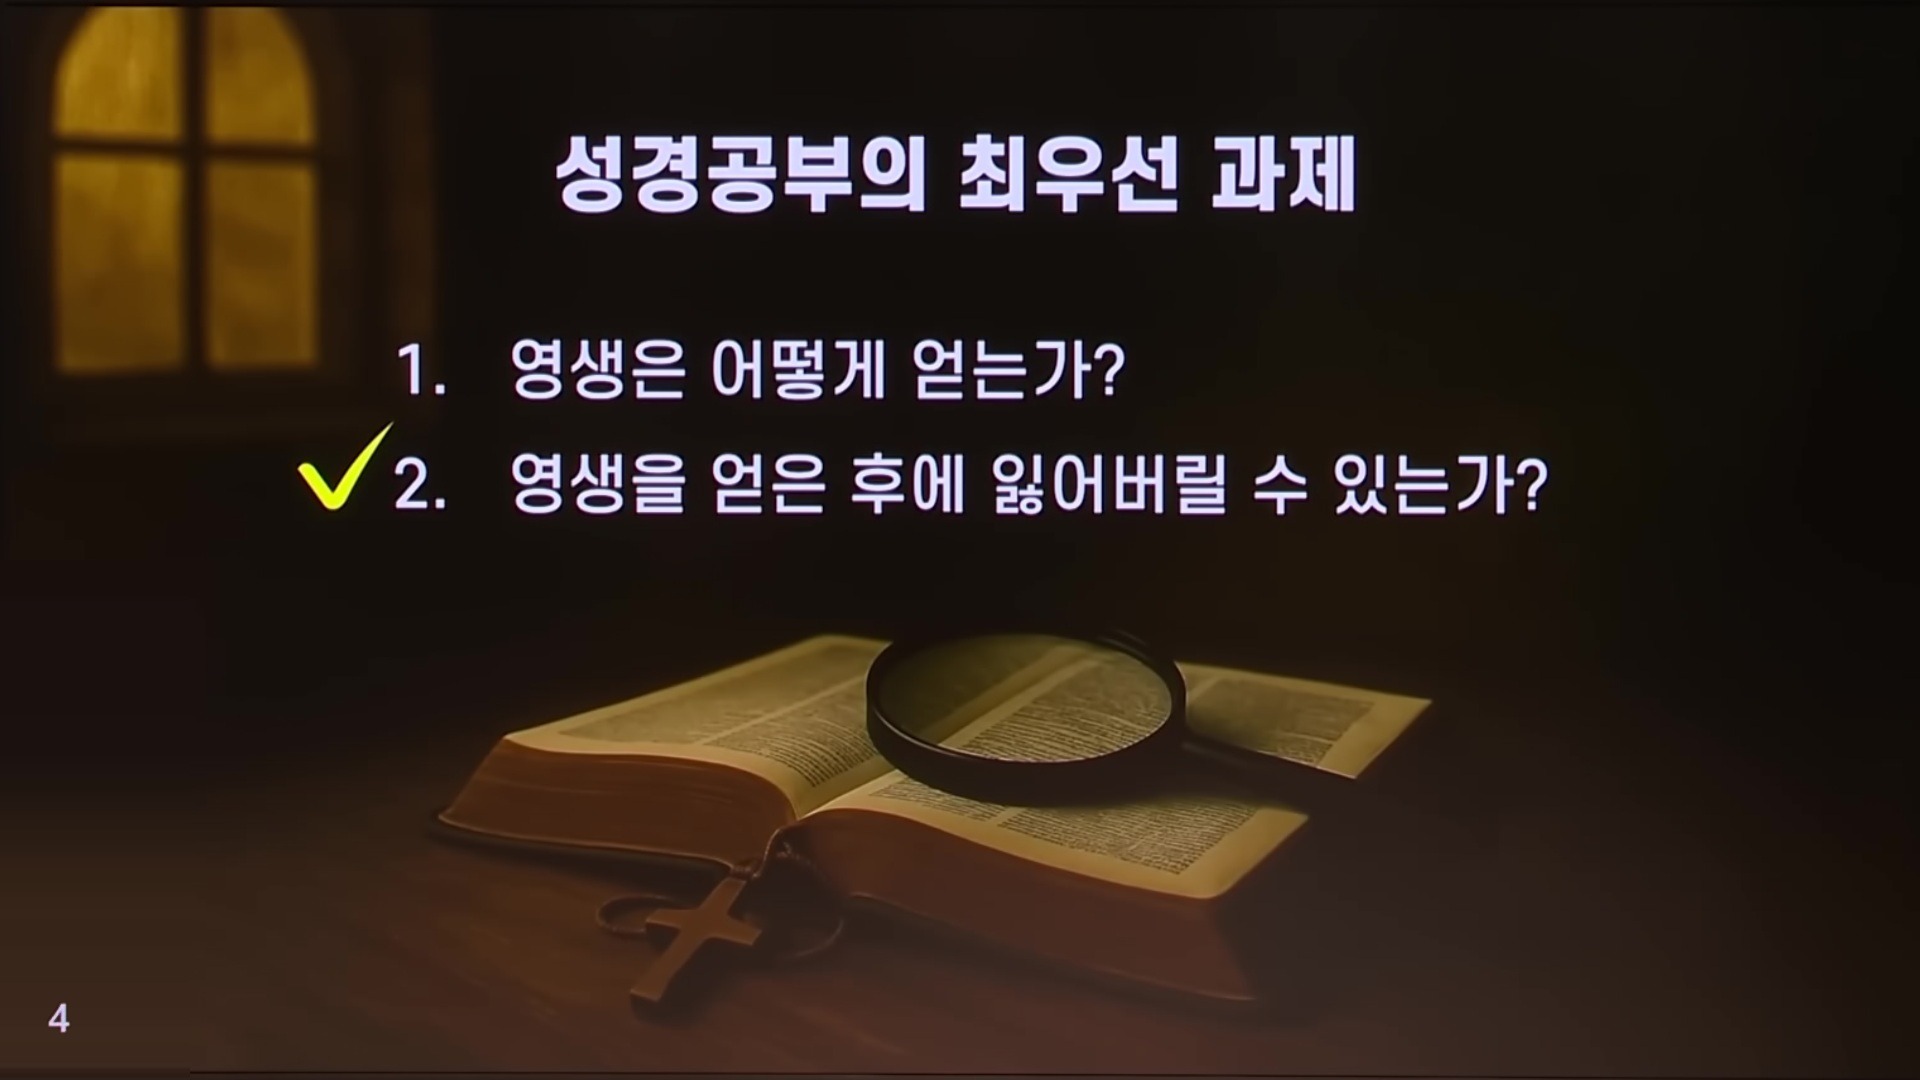 성경공부의 최우선 과제
1. 영생은 어떻게 얻는가?
2. 영생을 얻은 후에 잃어버릴 수 있는가?
4